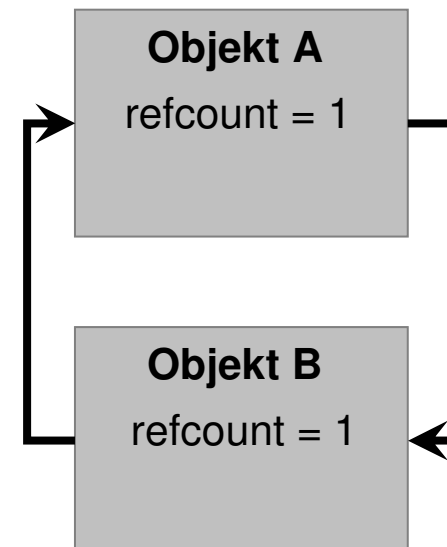 Objekt A
refcount = 1
Objekt B
refcount = 1